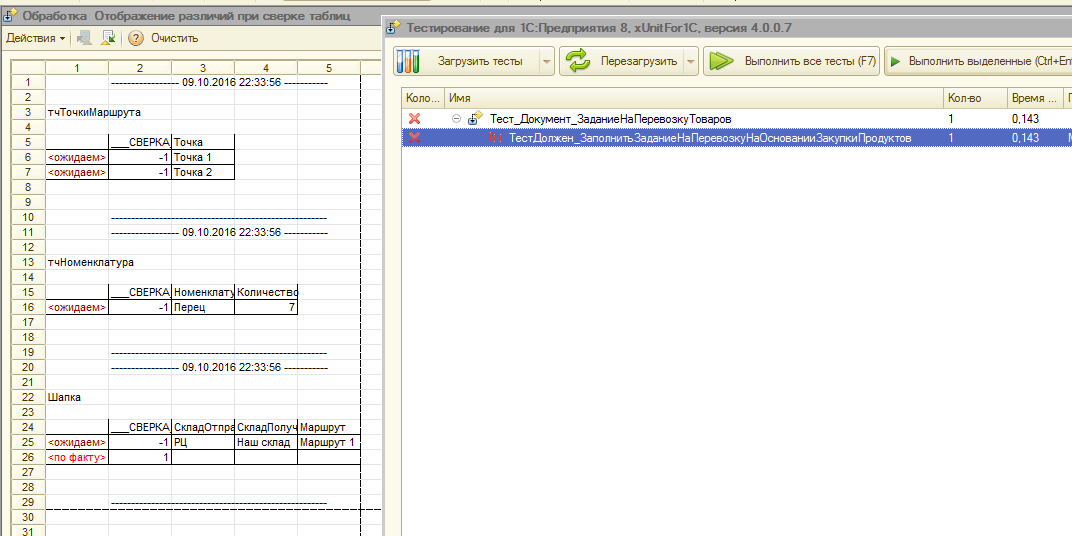 Обработка Отображение различий при сверке таблиц
Действия
Очистить
1 2 3 4 5
1 ----------------- 09.10.2016 22:33:56 -----------
2
3 тчТочкиМаршрута
4
5 ___СВЕРКА Точка
6 <ожидаем> -1 Точка 1
7 <ожидаем> -1 Точка 2
8
9
10 ------------------------------------------------------
11 ----------------- 09.10.2016 22:33:56 -----------
12
13 тчНоменклатура
14
15 ___СВЕРКА Номенклату Количество
16 <ожидаем> -1 Перец 7
17
18
19 ------------------------------------------------------
20 ----------------- 09.10.2016 22:33:56 -----------
21
22 Шапка
23
24 ___СВЕРКА СкладОтпра СкладПолуч Маршрут
25 <ожидаем> -1 РЦ Наш склад Маршрут 1
26 <по факту> 1
27
28
29 ------------------------------------------------------
30
31
Тестирование для 1С:Предприятия 8, xUnitFor1C, версия 4.0.0.7
Загрузить тесты
Перезагрузить
Выполнить все тесты (F7)
Выполнить выделенные (Ctrl+Ent
Коло... Имя Кол-во Время ...
Тест_Документ_ЗаданиеНаПеревозкуТоваров 1 0,143
ТестДолжен_ЗаполнитьЗаданиеНаПеревозкуНаОснованииЗакупкиПродуктов 1 0,143